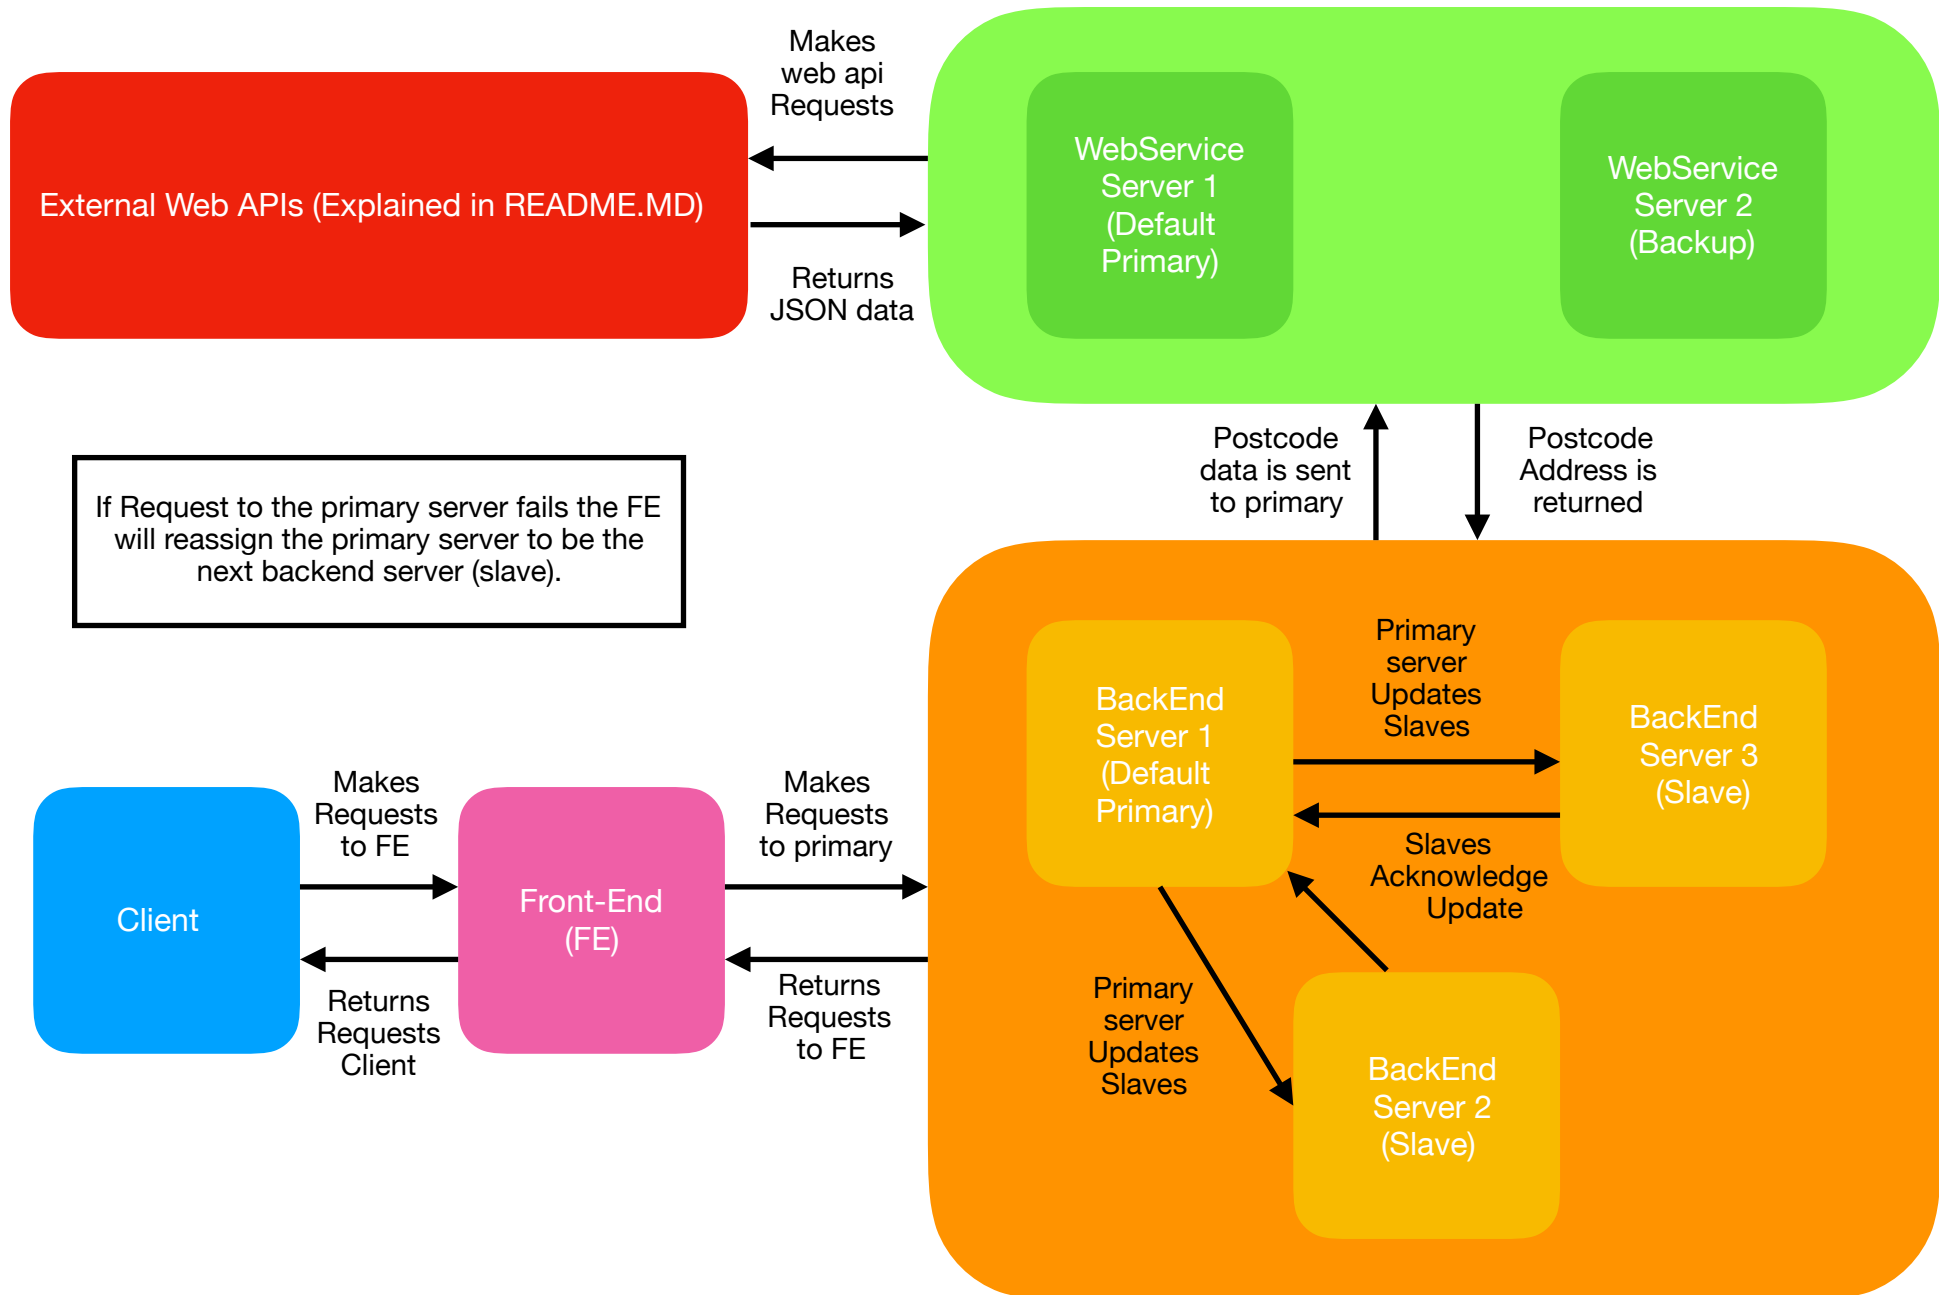 Makes
web api
Requests
External Web APIs (Explained in README.MD)
Returns
JSON data
WebService
Server 1
(Default
Primary)
WebService
Server 2
(Backup)
Postcode
data is sent
to primary
Postcode
Address is
returned
If Request to the primary server fails the FE
will reassign the primary server to be the
next backend server (slave).
Client
Makes
Requests
to FE
Returns
Requests
Client
Front-End
(FE)
Makes
Requests
to primary
Returns
Requests
to FE
BackEnd
Server 1
(Default
Primary)
Primary
server
Updates
Slaves
BackEnd
Server 3
(Slave)
Slaves
Acknowledge
Update
Primary
server
Updates
Slaves
BackEnd
Server 2
(Slave)